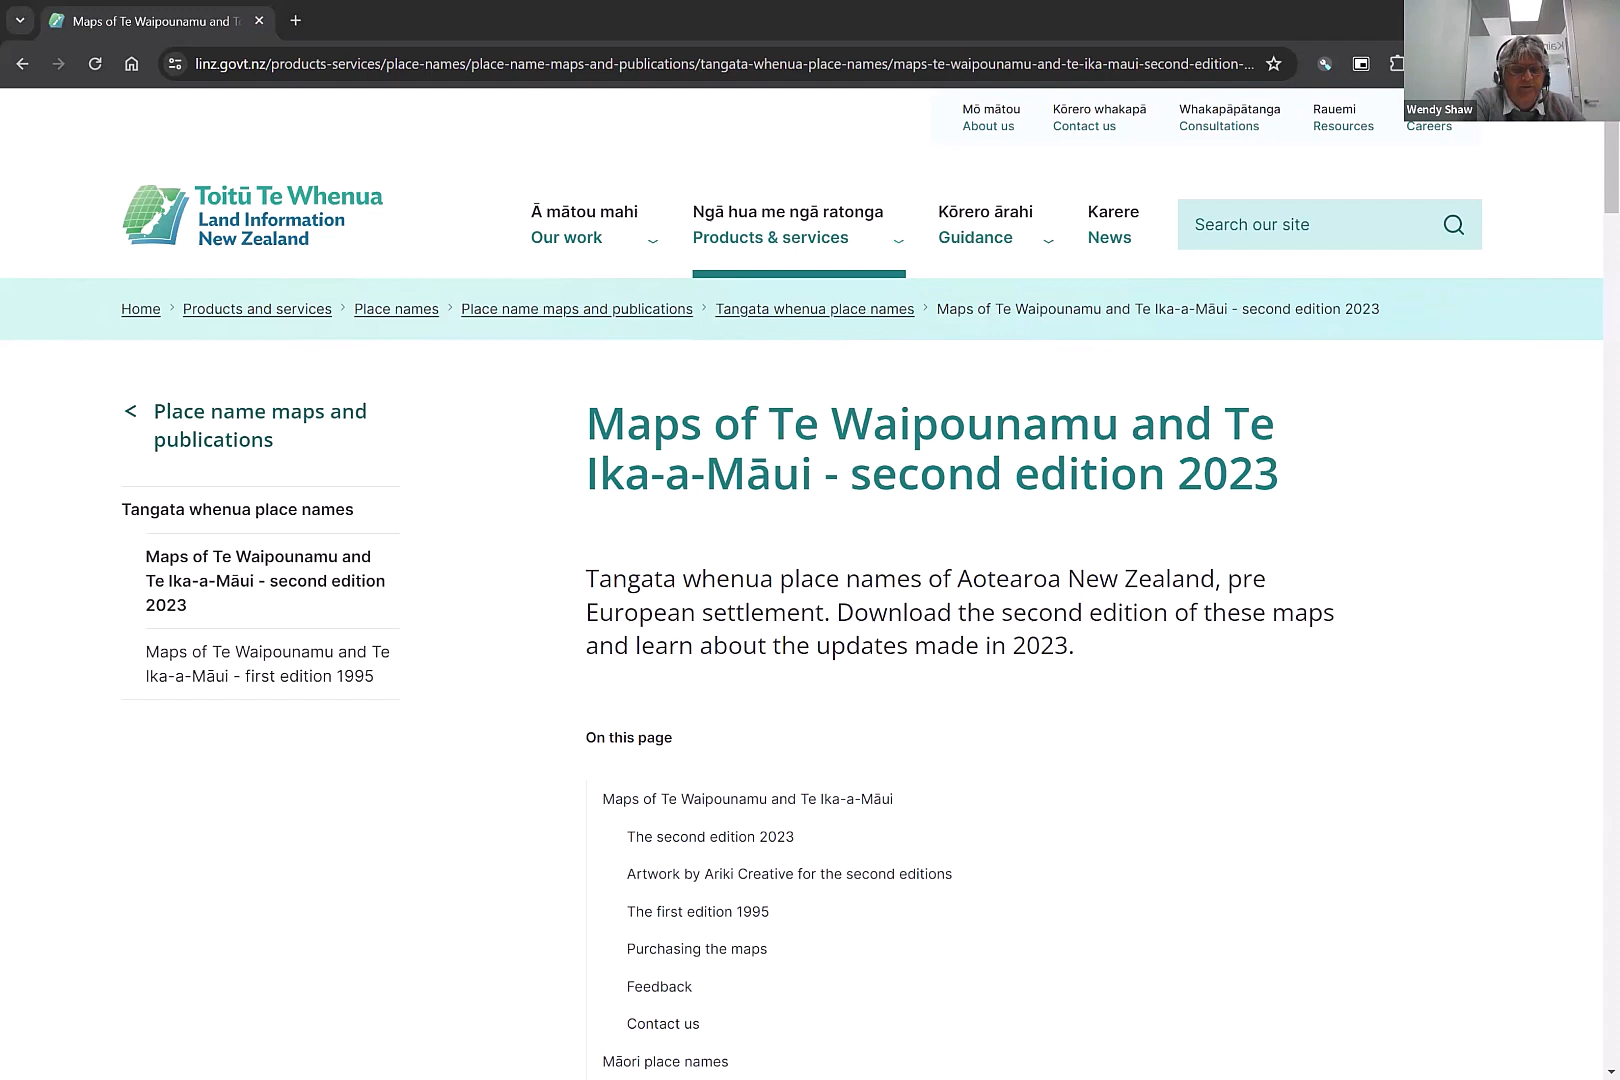 Maps of Te Waipounamu and Te
linz.govt.nz/products-services/place-names/place-name-maps-and-publications/tangata-whenua-place-names/maps-te-waipounamu-and-te-ika-maui-second-edition-...
Wendy Shaw
Mō mātou
About us
Kōrero whakapā
Contact us
Whakapāpātanga
Consultations
Rauemi
Resources
Careers
Toitū Te Whenua
Land Information
New Zealand
Ā mātou mahi
Our work
Ngā hua me ngā ratonga
Products & services
Kōrero ārahi
Guidance
Karere
News
Search our site
Home > Products and services > Place names > Place name maps and publications > Tangata whenua place names > Maps of Te Waipounamu and Te Ika-a-Māui - second edition 2023
< Place name maps and
publications
Tangata whenua place names
Maps of Te Waipounamu and
Te Ika-a-Māui - second edition
2023
Maps of Te Waipounamu and Te
Ika-a-Māui - first edition 1995
Maps of Te Waipounamu and Te
Ika-a-Māui - second edition 2023
Tangata whenua place names of Aotearoa New Zealand, pre
European settlement. Download the second edition of these maps
and learn about the updates made in 2023.
On this page
Maps of Te Waipounamu and Te Ika-a-Māui
The second edition 2023
Artwork by Ariki Creative for the second editions
The first edition 1995
Purchasing the maps
Feedback
Contact us
Māori place names